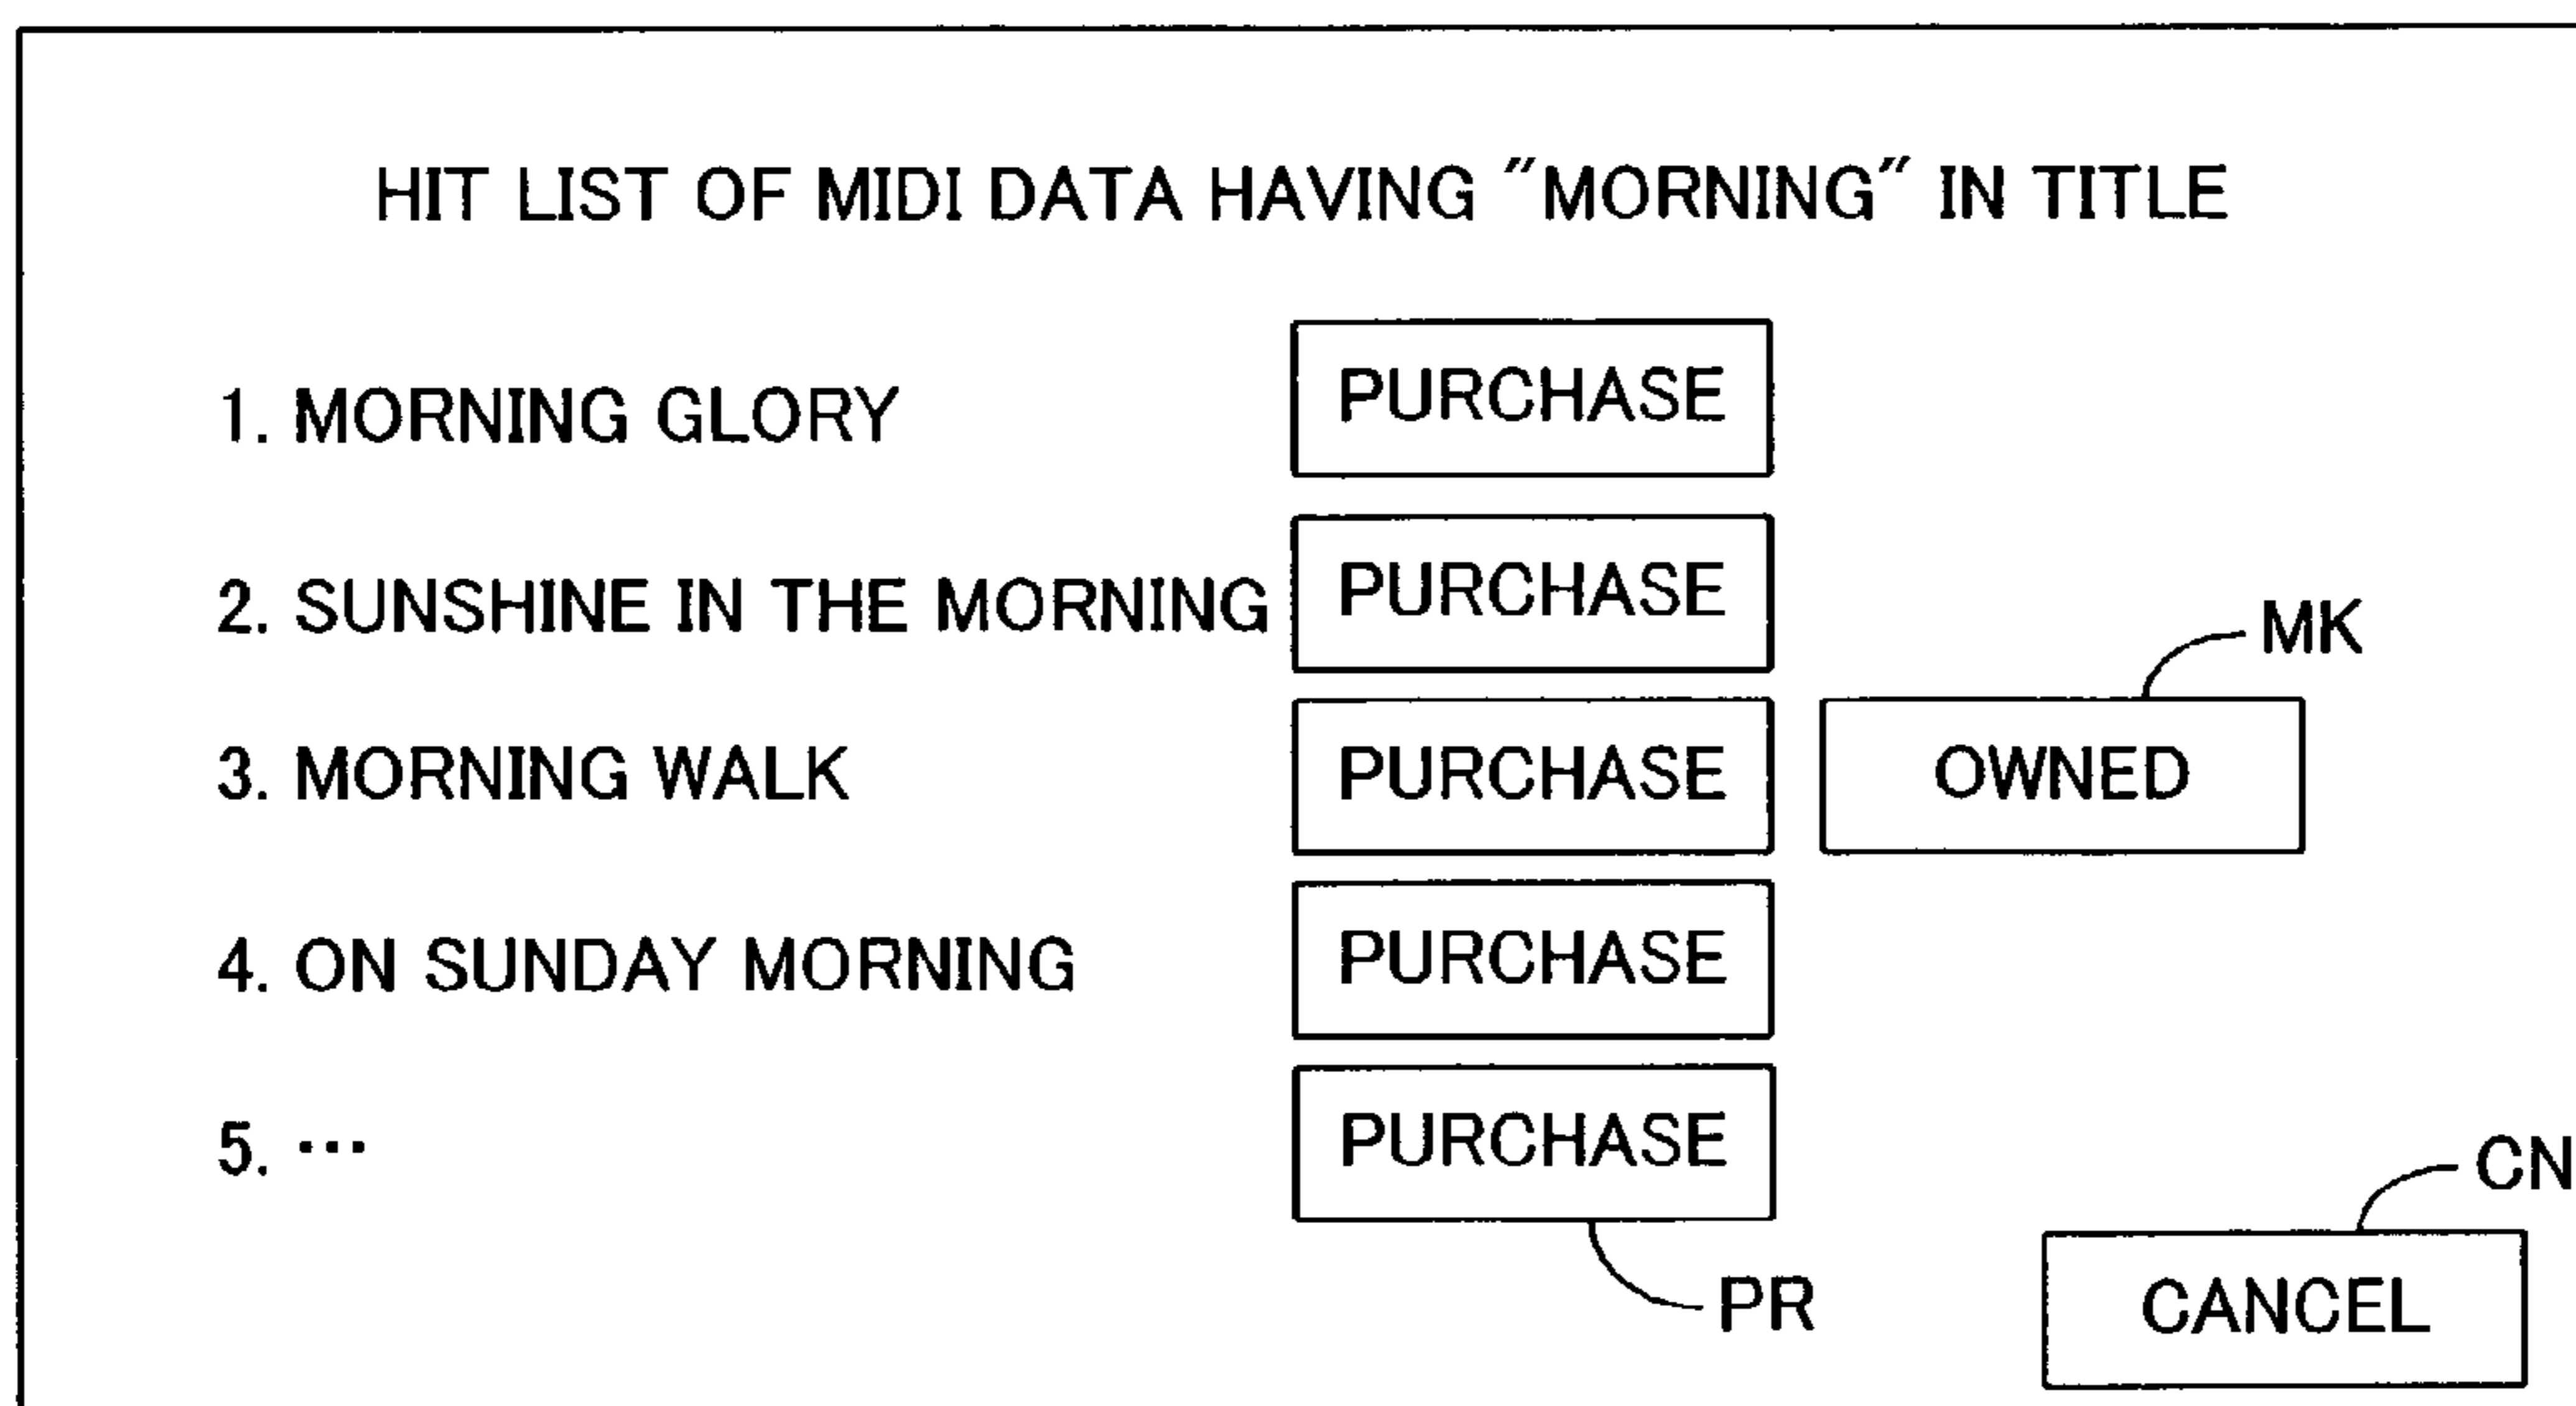 HIT LIST OF MIDI DATA HAVING "MORNING" IN TITLE
1. MORNING GLORY PURCHASE
2. SUNSHINE IN THE MORNING PURCHASE
MK
3. MORNING WALK PURCHASE OWNED
4. ON SUNDAY MORNING PURCHASE
5. ··· PURCHASE
CN
PR
CANCEL